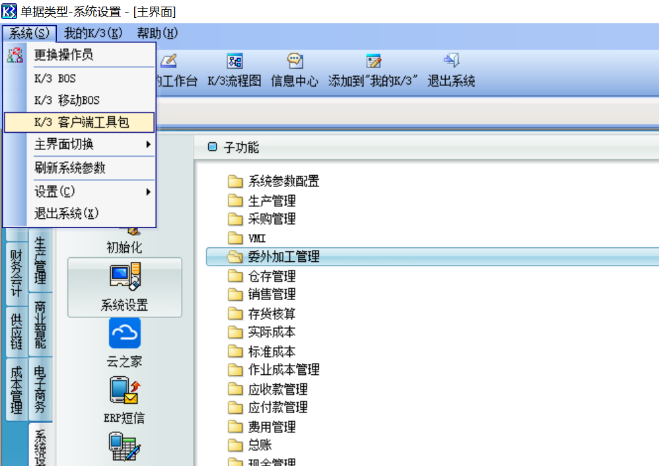 单据类型-系统设置 - [主界面]
系统(S) 我的K/3(K) 帮助(H)
更换操作员
K/3 BOS
K/3 移动BOS
K/3 客户端工具包
主界面切换
刷新系统参数
设置(C)
退出系统(X)
的工作台 K/3流程图 信息中心 添加到"我的K/3" 退出系统
财务会计
供应链
成本管理
生产管理
商业智能
电子商务
系统设
初始化
系统设置
云之家
ERP短信
子功能
系统参数配置
生产管理
采购管理
VMI
委外加工管理
仓存管理
销售管理
存货核算
实际成本
标准成本
作业成本管理
应收款管理
应付款管理
费用管理
总账
现金管理